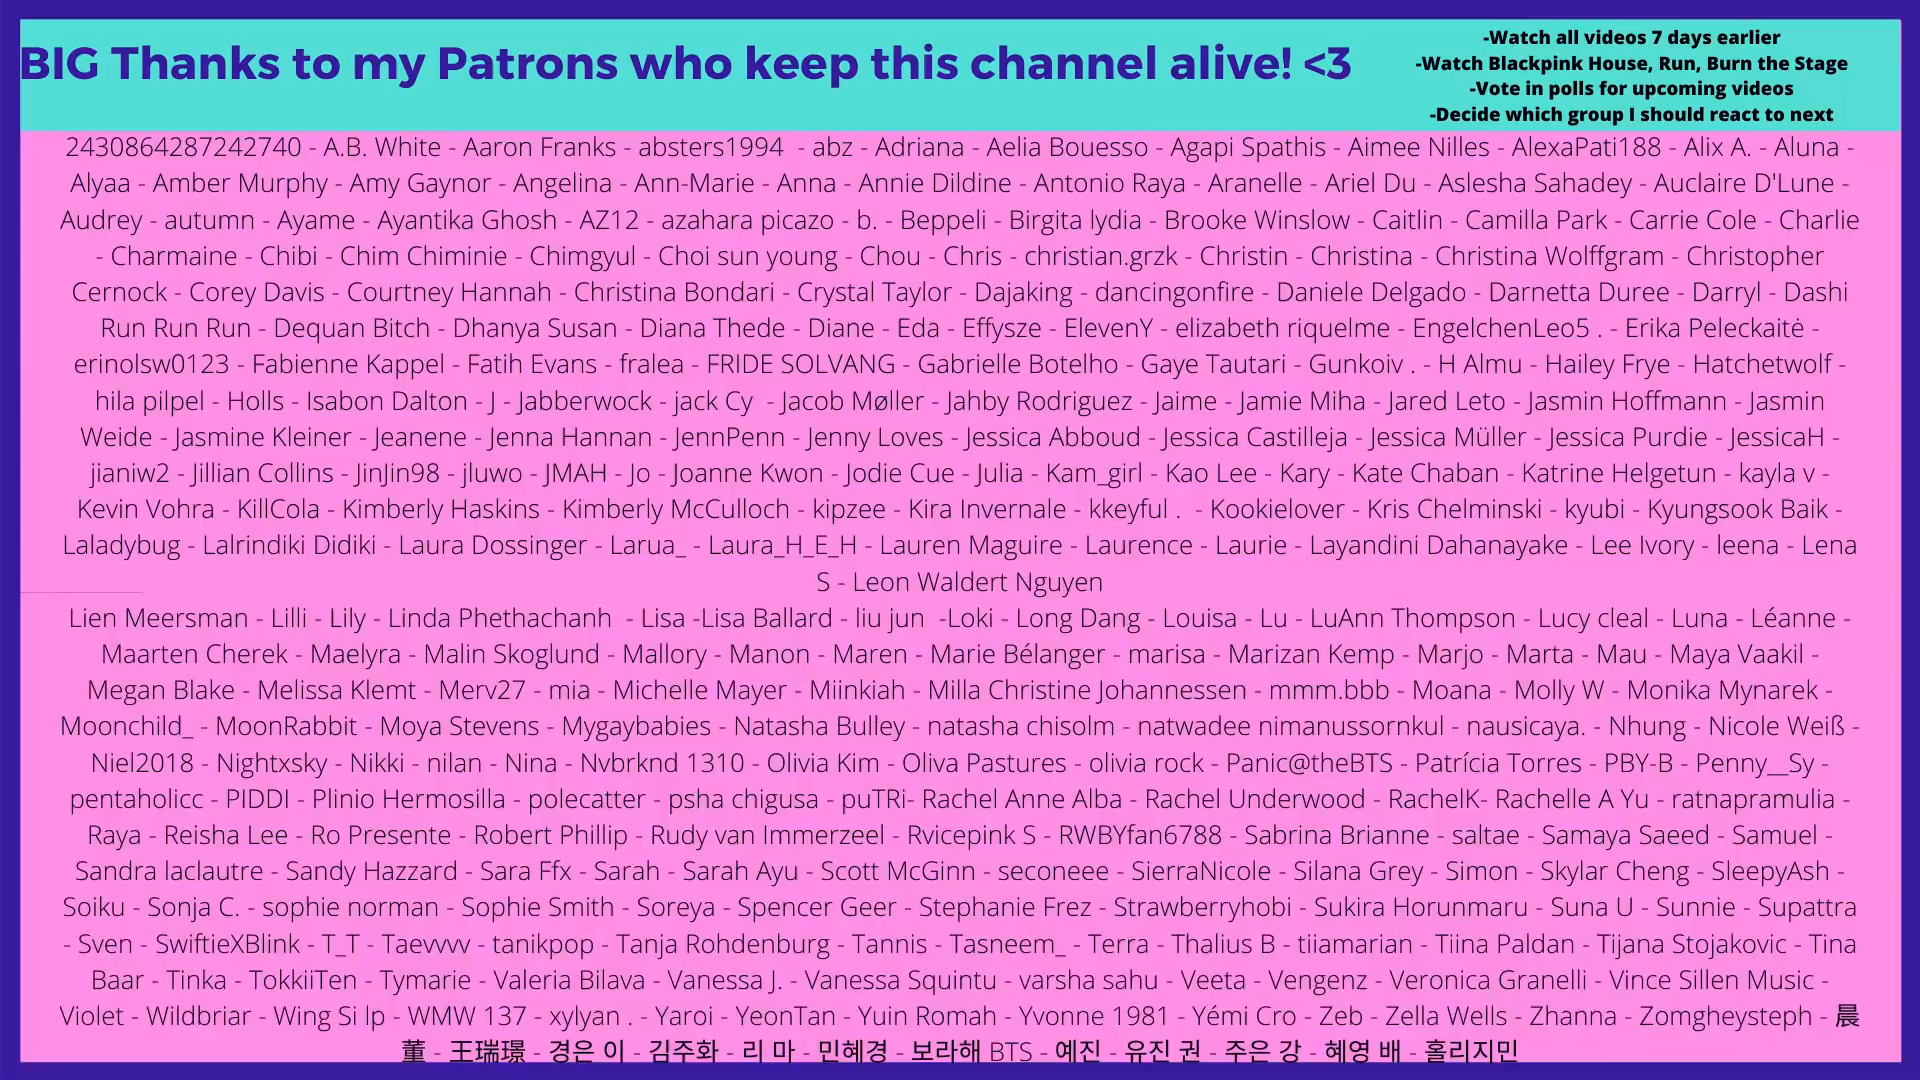 BIG Thanks to my Patrons who keep this channel alive! <3
-Watch all videos 7 days earlier
-Watch Blackpink House, Run, Burn the Stage
-Vote in polls for upcoming videos
-Decide which group I should react to next
2430864287242740 - A.B. White - Aaron Franks - absters1994 - abz - Adriana - Aelia Bouesso - Agapi Spathis - Aimee Nilles - AlexaPati188 - Alix A. - Aluna -
Alyaa - Amber Murphy - Amy Gaynor - Angelina - Ann-Marie - Anna - Annie Dildine - Antonio Raya - Aranelle - Ariel Du - Aslesha Sahadey - Auclaire D'Lune -
Audrey - autumn - Ayame - Ayantika Ghosh - AZ12 - azahara picazo - b. - Beppeli - Birgita lydia - Brooke Winslow - Caitlin - Camilla Park - Carrie Cole - Charlie
- Charmaine - Chibi - Chim Chiminie - Chimgyul - Choi sun young - Chou - Chris - christian.grzk - Christin - Christina - Christina Wolffgram - Christopher
Cernock - Corey Davis - Courtney Hannah - Christina Bondari - Crystal Taylor - Dajaking - dancingonfire - Daniele Delgado - Darnetta Duree - Darryl - Dashi
Run Run Run - Dequan Bitch - Dhanya Susan - Diana Thede - Diane - Eda - Effysze - ElevenY - elizabeth riquelme - EngelchenLeo5 . - Erika Peleckaitė -
erinolsw0123 - Fabienne Kappel - Fatih Evans - fralea - FRIDE SOLVANG - Gabrielle Botelho - Gaye Tautari - Gunkoiv . - H Almu - Hailey Frye - Hatchetwolf -
hila pilpel - Holls - Isabon Dalton - J - Jabberwock - jack Cy - Jacob Møller - Jahby Rodriguez - Jaime - Jamie Miha - Jared Leto - Jasmin Hoffmann - Jasmin
Weide - Jasmine Kleiner - Jeanene - Jenna Hannan - JennPenn - Jenny Loves - Jessica Abboud - Jessica Castilleja - Jessica Müller - Jessica Purdie - JessicaH -
jianiw2 - Jillian Collins - JinJin98 - jluwo - JMAH - Jo - Joanne Kwon - Jodie Cue - Julia - Kam_girl - Kao Lee - Kary - Kate Chaban - Katrine Helgetun - kayla v -
Kevin Vohra - KillCola - Kimberly Haskins - Kimberly McCulloch - kipzee - Kira Invernale - kkeyful . - Kookielover - Kris Chelminski - kyubi - Kyungsook Baik -
Laladybug - Lalrindiki Didiki - Laura Dossinger - Larua_ - Laura_H_E_H - Lauren Maguire - Laurence - Laurie - Layandini Dahanayake - Lee Ivory - leena - Lena
S - Leon Waldert Nguyen
Lien Meersman - Lilli - Lily - Linda Phethachanh - Lisa -Lisa Ballard - liu jun -Loki - Long Dang - Louisa - Lu - LuAnn Thompson - Lucy cleal - Luna - Léanne -
Maarten Cherek - Maelyra - Malin Skoglund - Mallory - Manon - Maren - Marie Bélanger - marisa - Marizan Kemp - Marjo - Marta - Mau - Maya Vaakil -
Megan Blake - Melissa Klemt - Merv27 - mia - Michelle Mayer - Miinkiah - Milla Christine Johannessen - mmm.bbb - Moana - Molly W - Monika Mynarek -
Moonchild_ - MoonRabbit - Moya Stevens - Mygaybabies - Natasha Bulley - natasha chisolm - natwadee nimanussornkul - nausicaya. - Nhung - Nicole Weiß -
Niel2018 - Nightxsky - Nikki - nilan - Nina - Nvbrknd 1310 - Olivia Kim - Oliva Pastures - olivia rock - Panic@theBTS - Patrícia Torres - PBY-B - Penny__Sy -
pentaholicc - PIDDI - Plinio Hermosilla - polecatter - psha chigusa - puTRi- Rachel Anne Alba - Rachel Underwood - RachelK- Rachelle A Yu - ratnapramulia -
Raya - Reisha Lee - Ro Presente - Robert Phillip - Rudy van Immerzeel - Rvicepink S - RWBYfan6788 - Sabrina Brianne - saltae - Samaya Saeed - Samuel -
Sandra laclautre - Sandy Hazzard - Sara Ffx - Sarah - Sarah Ayu - Scott McGinn - seconeee - SierraNicole - Silana Grey - Simon - Skylar Cheng - SleepyAsh -
Soiku - Sonja C. - sophie norman - Sophie Smith - Soreya - Spencer Geer - Stephanie Frez - Strawberryhobi - Sukira Horunmaru - Suna U - Sunnie - Supattra
- Sven - SwiftieXBlink - T_T - Taevvvv - tanikpop - Tanja Rohdenburg - Tannis - Tasneem_ - Terra - Thalius B - tiiamarian - Tiina Paldan - Tijana Stojakovic - Tina
Baar - Tinka - TokkiiTen - Tymarie - Valeria Bilava - Vanessa J. - Vanessa Squintu - varsha sahu - Veeta - Vengenz - Veronica Granelli - Vince Sillen Music -
Violet - Wildbriar - Wing Si lp - WMW 137 - xylyan . - Yaroi - YeonTan - Yuin Romah - Yvonne 1981 - Yémi Cro - Zeb - Zella Wells - Zhanna - Zomgheysteph - 晨
董 - 王瑞璟 - 경은 이 - 김주화 - 리 마 - 민혜경 - 보라해 BTS - 예진 - 유진 권 - 주은 강 - 혜영 배 - 홀리지민